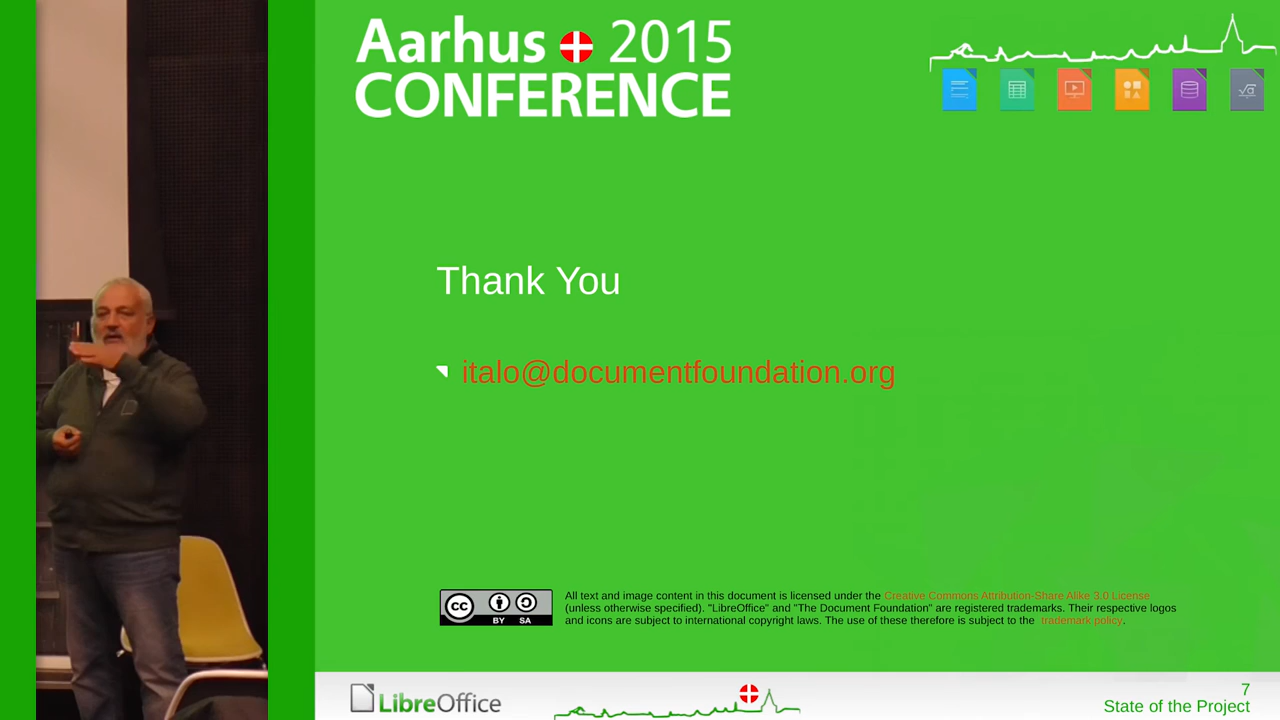 Aarhus 2015
CONFERENCE
Thank You
italo@documentfoundation.org
cc BY SA
All text and image content in this document is licensed under the Creative Commons Attribution-Share Alike 3.0 License
(unless otherwise specified). "LibreOffice" and "The Document Foundation" are registered trademarks. Their respective logos
and icons are subject to international copyright laws. The use of these therefore is subject to the trademark policy.
LibreOffice
7
State of the Project